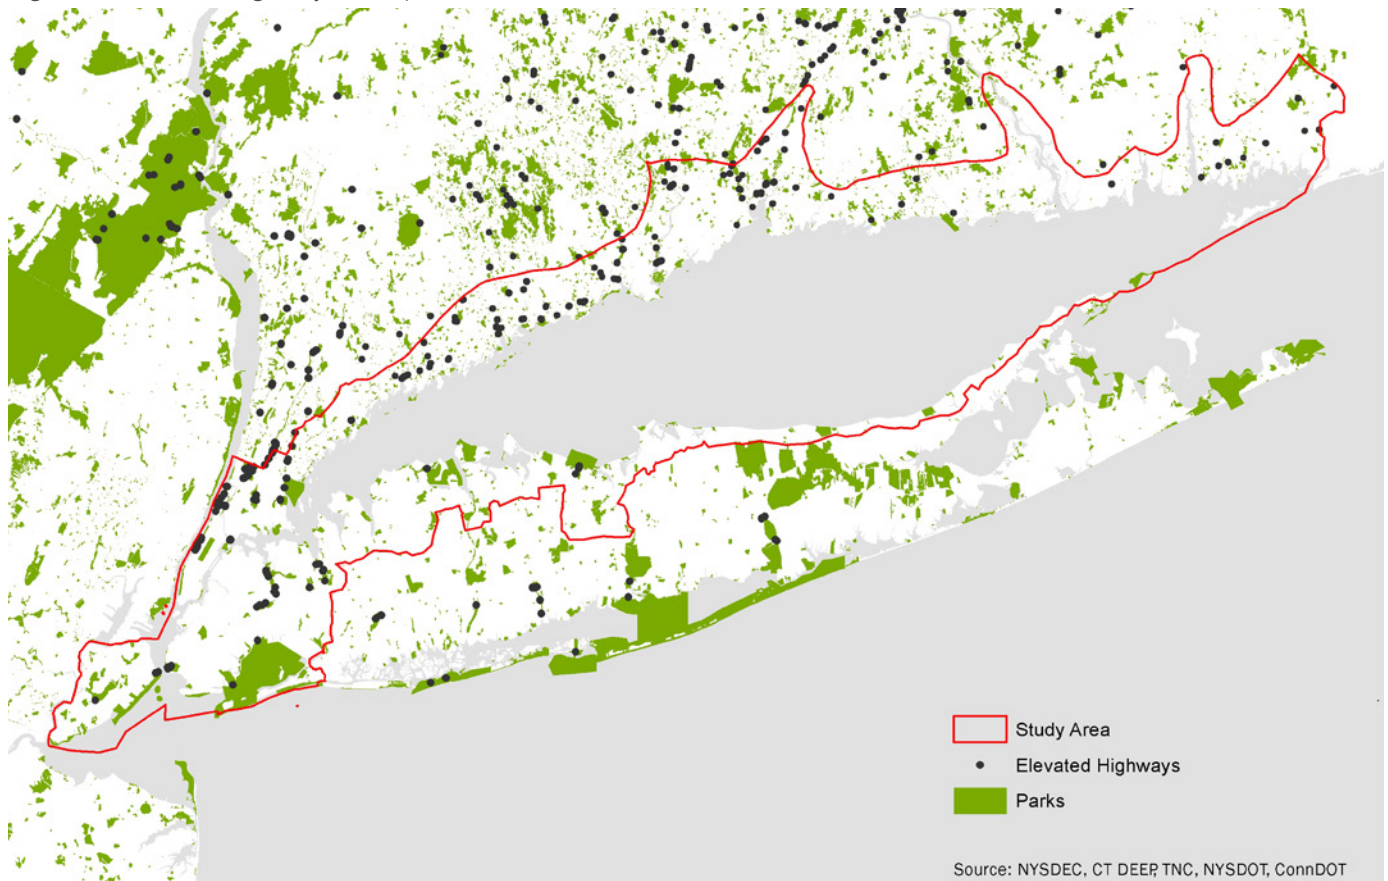 Study Area
Elevated Highways
Parks
Source: NYSDEC, CT DEEP, TNC, NYSDOT, ConnDOT